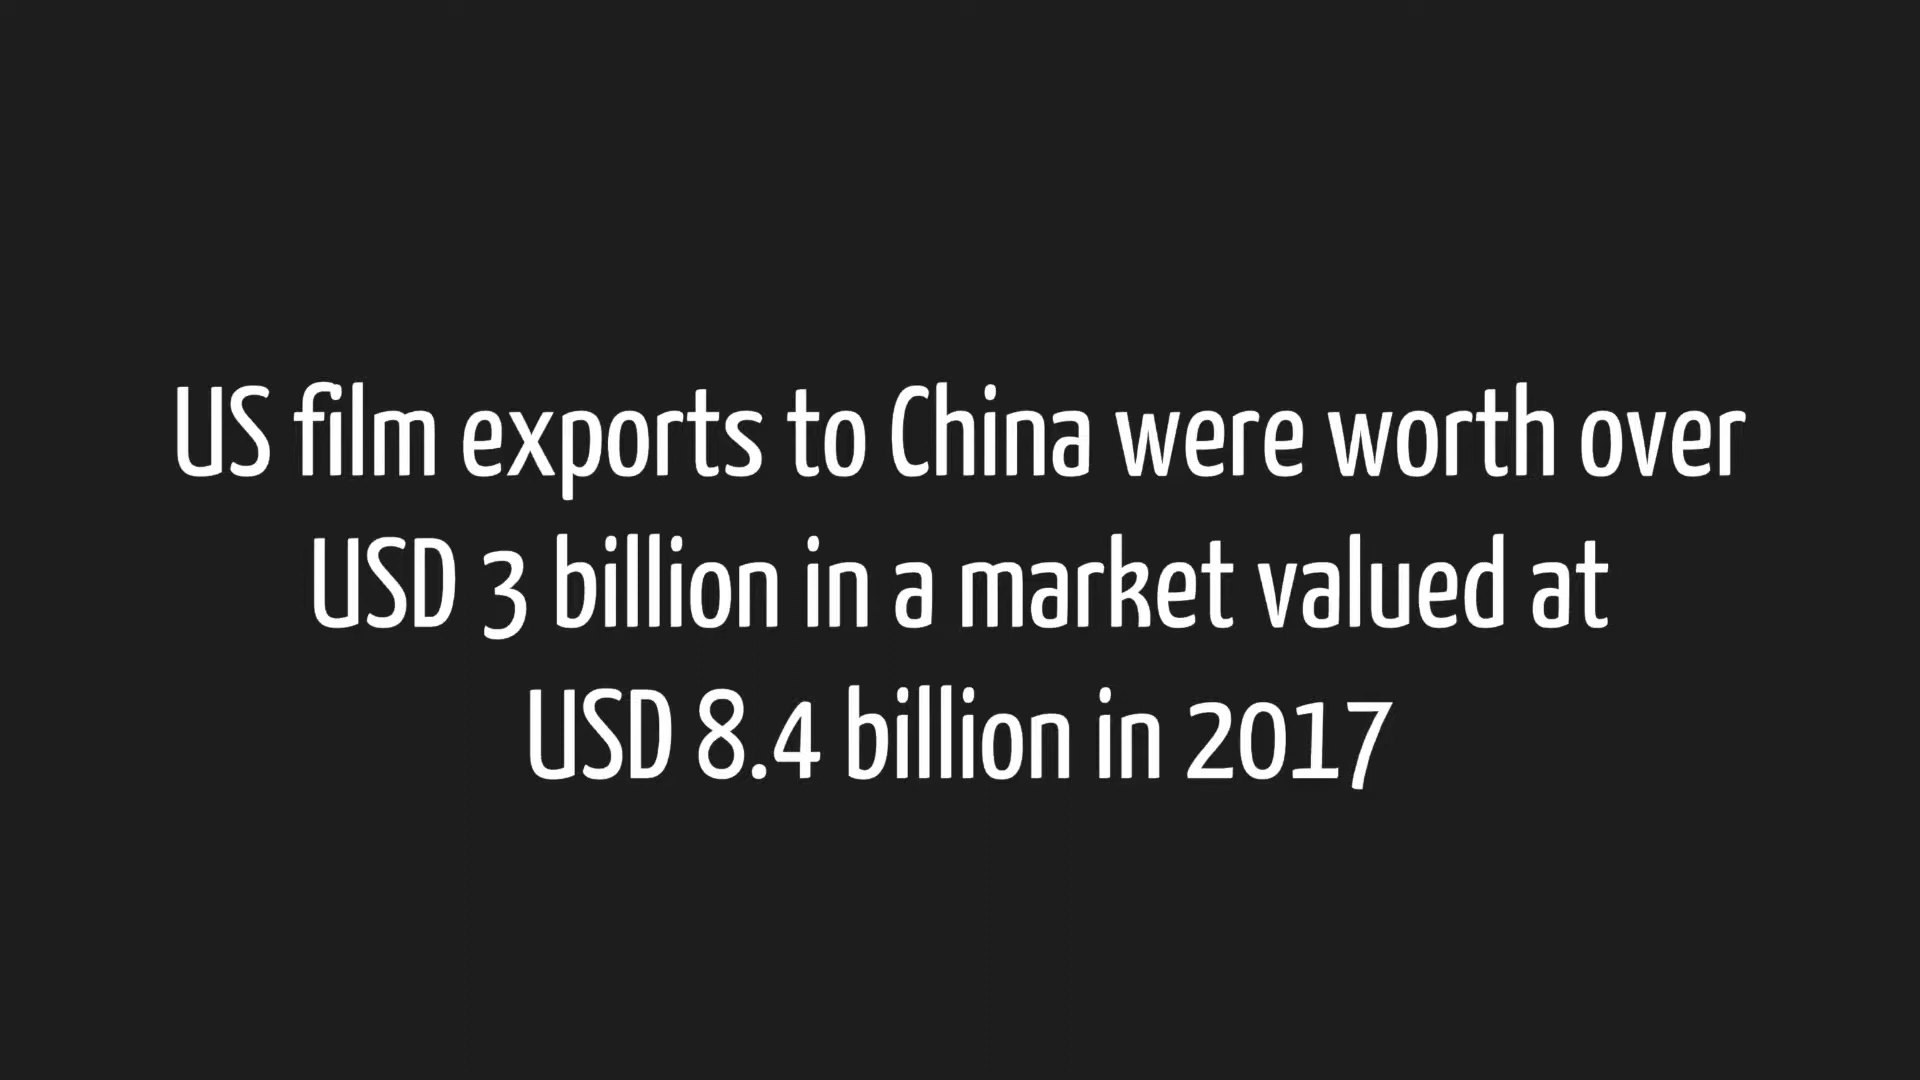 US film exports to China were worth over
USD 3 billion in a market valued at
USD 8.4 billion in 2017